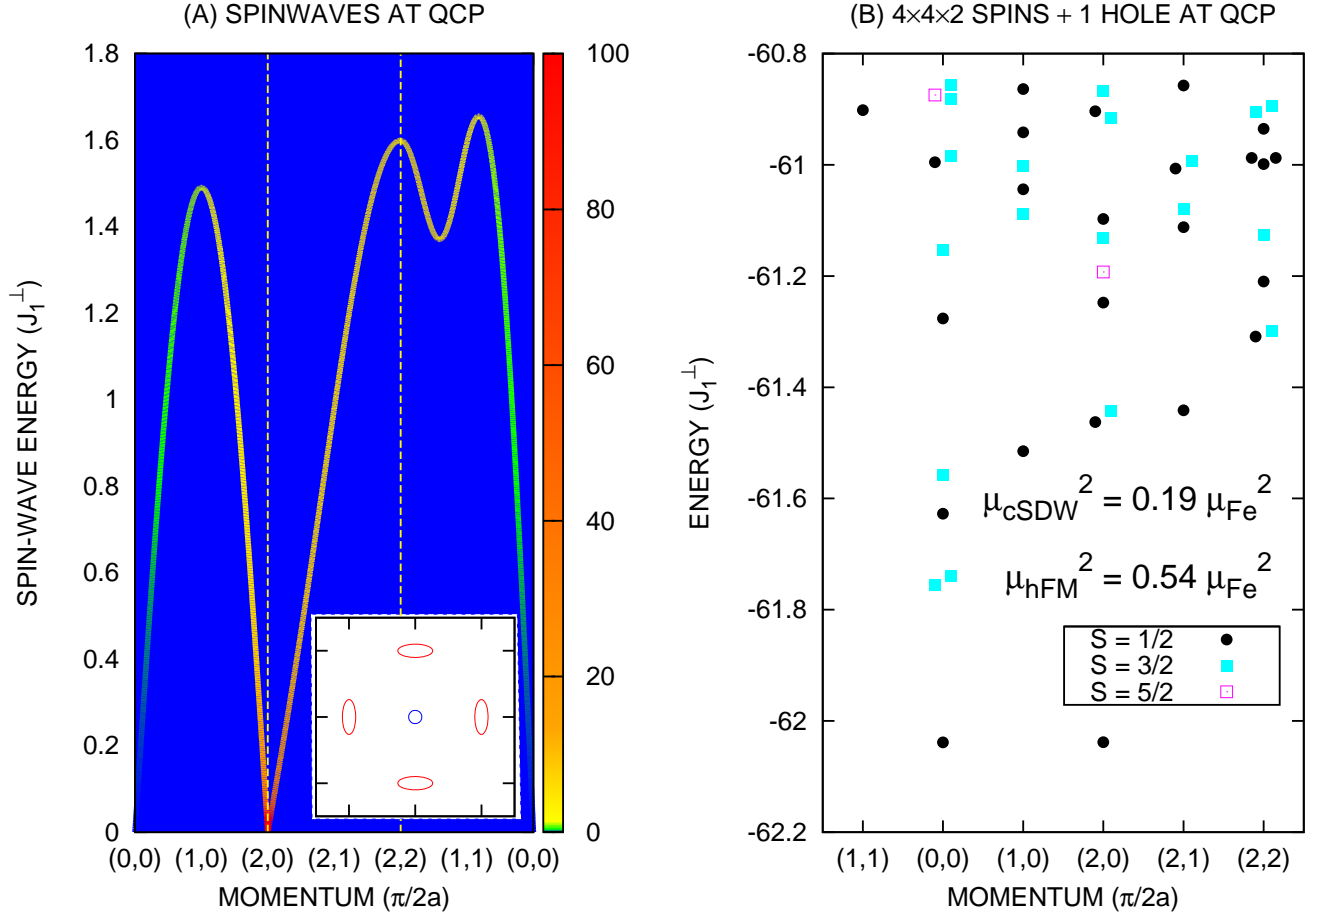 (A) SPINWAVES AT QCP
SPIN-WAVE ENERGY (J₁^⊥)
1.8
1.6
1.4
1.2
1
0.8
0.6
0.4
0.2
0
(0,0) (1,0) (2,0) (2,1) (2,2) (1,1) (0,0)
MOMENTUM (π/2a)
100
80
60
40
20
0
(B) 4×4×2 SPINS + 1 HOLE AT QCP
ENERGY (J₁^⊥)
-60.8
-61
-61.2
-61.4
-61.6
-61.8
-62
-62.2
μ_cSDW² = 0.19 μ_Fe²
μ_hFM² = 0.54 μ_Fe²
S = 1/2
S = 3/2
S = 5/2
(1,1) (0,0) (1,0) (2,0) (2,1) (2,2)
MOMENTUM (π/2a)